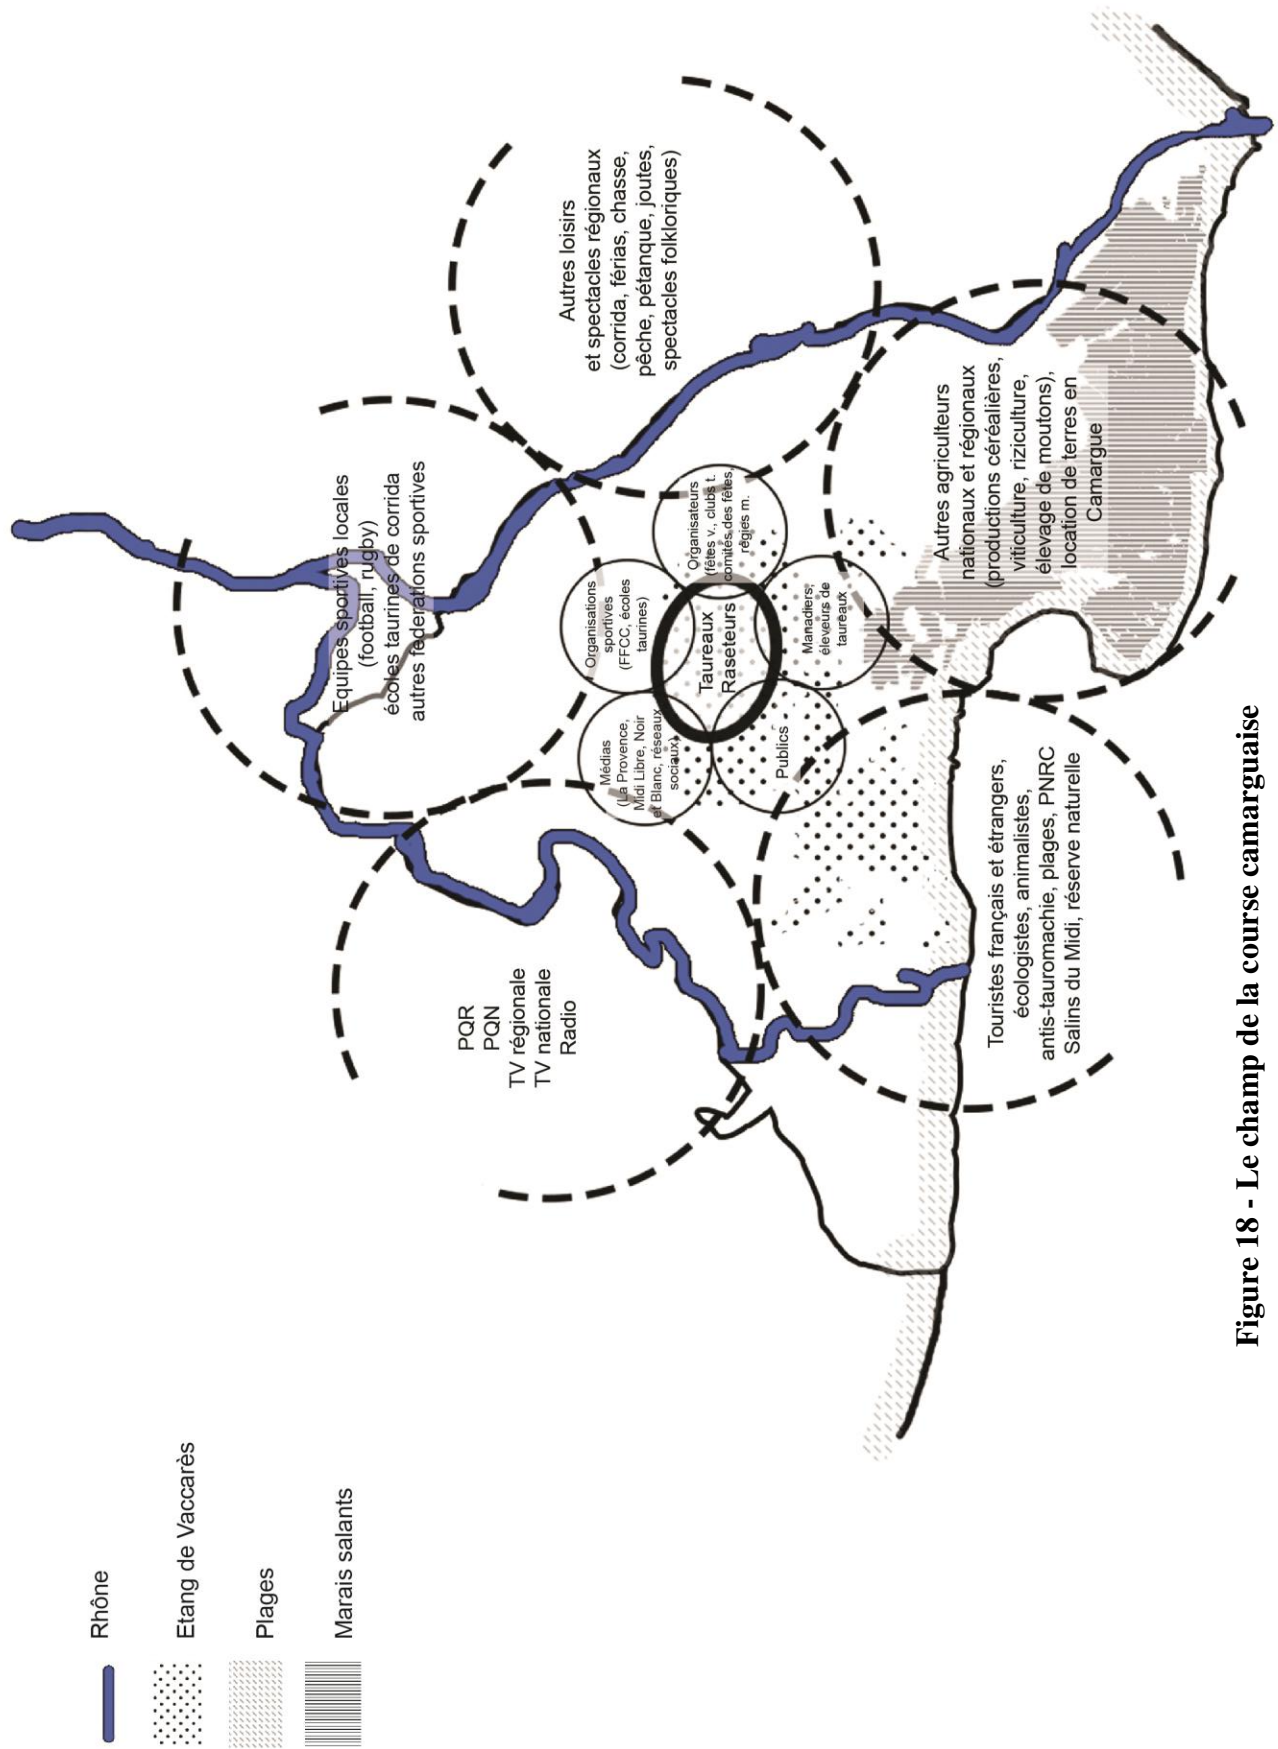 Rhône
Etang de Vaccarès
Plages
Marais salants
PQR
PQN
TV régionale
TV nationale
Radio
Equipes sportives locales
(football, rugby)
écoles taurines de corrida
autres federations sportives
Autres loisirs
et spectacles régionaux
(corrida, férias, chasse,
pêche, pétanque, joutes,
spectacles folkloriques)
Médias
(La Provence,
Midi Libre, Noir
et Blanc, réseaux
sociaux)
Organisations
sportives
(FFCC, écoles
taurines)
Organisateurs
(fêtes v., clubs t.
comités des fêtes,
régies m.
Taureaux
Raseteurs
Publics
Manadiers,
éleveurs de
taureaux
Touristes français et étrangers,
écologistes, animalistes,
antis-tauromachie, plages, PNRC
Salins du Midi, réserve naturelle
Autres agriculteurs
nationaux et régionaux
(productions céréalières,
viticulture, riziculture,
élevage de moutons),
location de terres en
Camargue
Figure 18 - Le champ de la course camarguaise